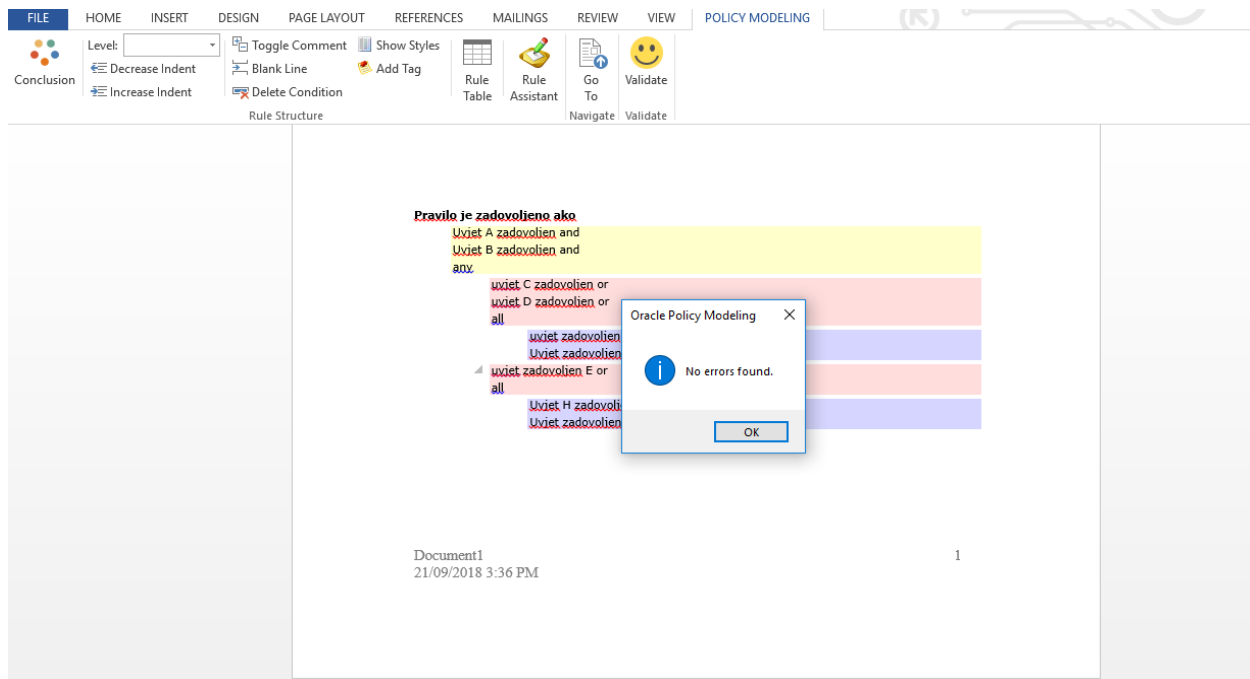 FILE HOME INSERT DESIGN PAGE LAYOUT REFERENCES MAILINGS REVIEW VIEW POLICY MODELING
Conclusion
Level:
Decrease Indent
Increase Indent
Toggle Comment
Blank Line
Delete Condition
Show Styles
Add Tag
Rule Table
Rule Assistant
Go To
Validate
Rule Structure
Navigate
Validate
Pravilo je zadovoljeno ako
Uvjet A zadovoljen and
Uvjet B zadovoljen and
any
uvjet C zadovoljen or
uvjet D zadovoljen or
all
uvjet zadovoljen
Uvjet zadovoljen
uvjet zadovoljen E or
all
Uvjet H
Uvjet zadovoljen
Oracle Policy Modeling
No errors found.
OK
Document1 1
21/09/2018 3:36 PM